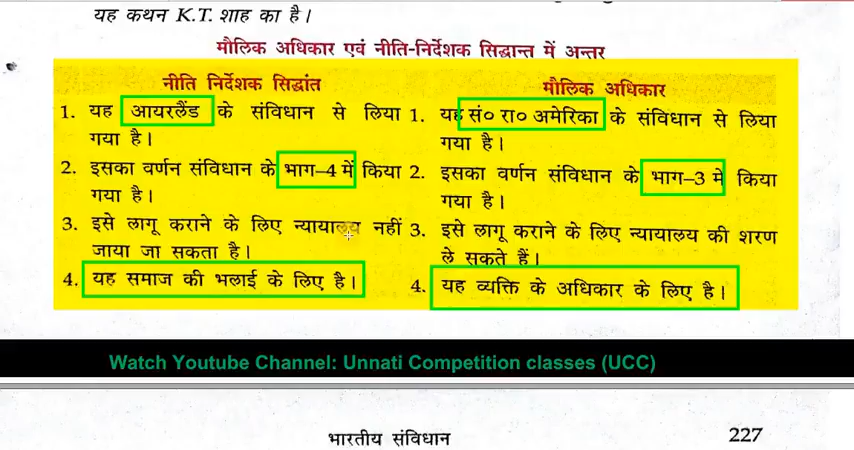 यह कथन K.T. शाह का है।
मौलिक अधिकार एवं नीति-निर्देशक सिद्धान्त में अन्तर
नीति निर्देशक सिद्धांत
1. यह आयरलैंड के संविधान से लिया
गया है।
2. इसका वर्णन संविधान के भाग–4 में किया
गया है।
3. इसे लागू कराने के लिए न्यायालय नहीं
जाया जा सकता है।
4. यह समाज की भलाई के लिए है।
मौलिक अधिकार
1. यह सं० रा० अमेरिका के संविधान से लिया
गया है।
2. इसका वर्णन संविधान के भाग–3 में किया
गया है।
3. इसे लागू कराने के लिए न्यायालय की शरण
ले सकते हैं।
4. यह व्यक्ति के अधिकार के लिए है।
Watch Youtube Channel: Unnati Competition classes (UCC)
भारतीय संविधान
227